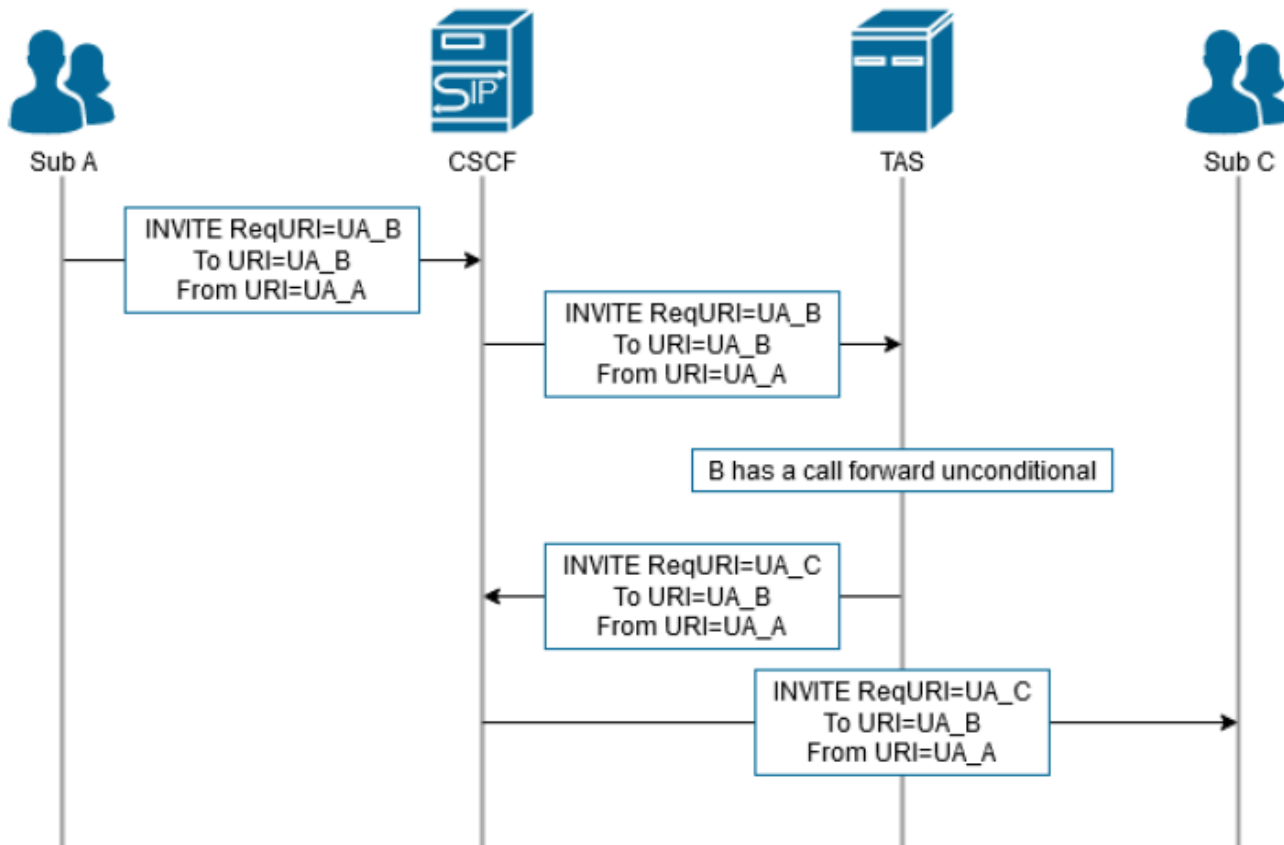 SIP
Sub A
CSCF
TAS
Sub C
INVITE ReqURI=UA_B
To URI=UA_B
From URI=UA_A
INVITE ReqURI=UA_B
To URI=UA_B
From URI=UA_A
B has a call forward unconditional
INVITE ReqURI=UA_C
To URI=UA_B
From URI=UA_A
INVITE ReqURI=UA_C
To URI=UA_B
From URI=UA_A